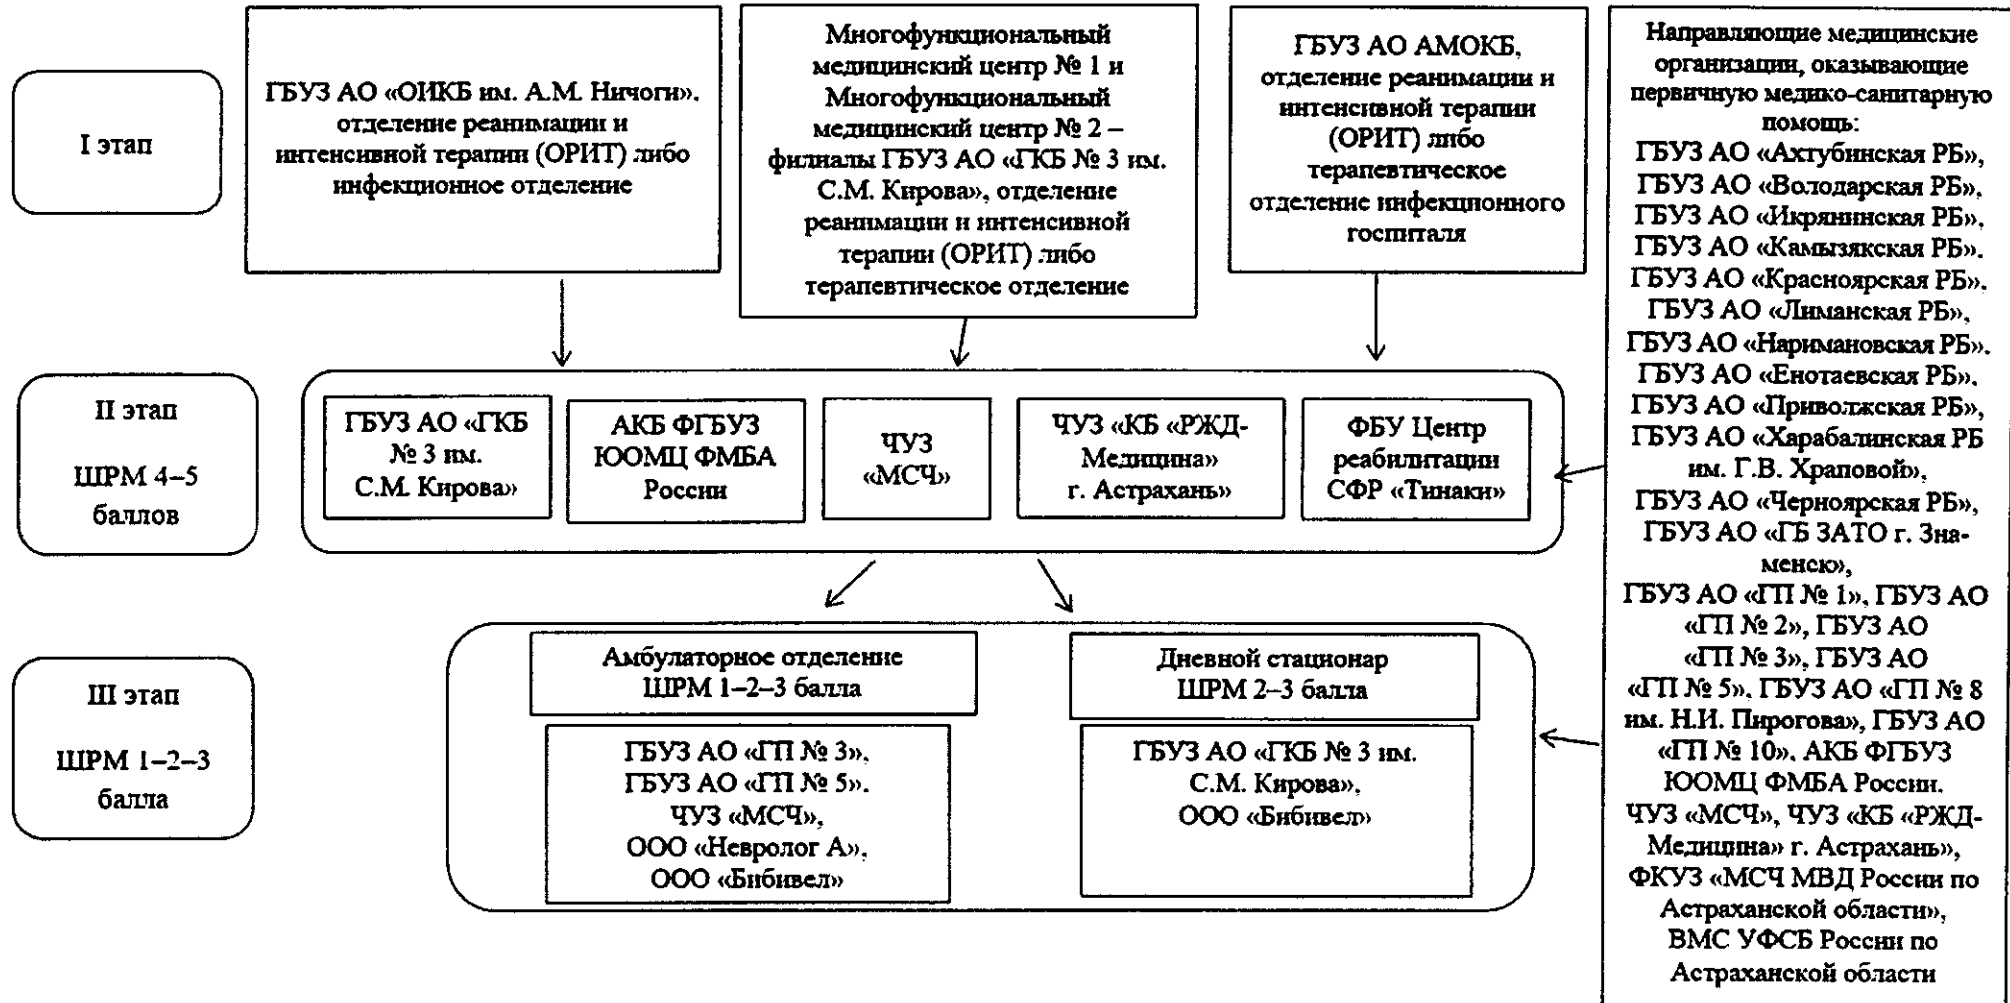 I этап
ГБУЗ АО «ОИКБ им. А.М. Ничоги».
отделение реанимации и
интенсивной терапии (ОРИТ) либо
инфекционное отделение
Многофункциональный
медицинский центр № 1 и
Многофункциональный
медицинский центр № 2 –
филиалы ГБУЗ АО «ГКБ № 3 им.
С.М. Кирова», отделение
реанимации и интенсивной
терапии (ОРИТ) либо
терапевтическое отделение
ГБУЗ АО АМОКБ,
отделение реанимации и
интенсивной терапии
(ОРИТ) либо
терапевтическое
отделение инфекционного
госпиталя
II этап
ШРМ 4–5
баллов
ГБУЗ АО «ГКБ
№ 3 им.
С.М. Кирова»
АКБ ФГБУЗ
ЮОМЦ ФМБА
России
ЧУЗ
«МСЧ»
ЧУЗ «КБ «РЖД-
Медицина»
г. Астрахань»
ФБУ Центр
реабилитации
СФР «Тинаки»
III этап
ШРМ 1–2–3
балла
Амбулаторное отделение
ШРМ 1–2–3 балла
Дневной стационар
ШРМ 2–3 балла
ГБУЗ АО «ГП № 3»,
ГБУЗ АО «ГП № 5».
ЧУЗ «МСЧ»,
ООО «Невролог А»,
ООО «Бибивел»
ГБУЗ АО «ГКБ № 3 им.
С.М. Кирова»,
ООО «Бибивел»
Направляющие медицинские
организации, оказывающие
первичную медико-санитарную
помощь:
ГБУЗ АО «Ахтубинская РБ»,
ГБУЗ АО «Володарская РБ»,
ГБУЗ АО «Икрянинская РБ»,
ГБУЗ АО «Камызякская РБ».
ГБУЗ АО «Красноярская РБ».
ГБУЗ АО «Лиманская РБ»,
ГБУЗ АО «Наримановская РБ».
ГБУЗ АО «Енотаевская РБ».
ГБУЗ АО «Приволжская РБ»,
ГБУЗ АО «Харабалинская РБ
им. Г.В. Храповой»,
ГБУЗ АО «Черноярская РБ»,
ГБУЗ АО «ГБ ЗАТО г. Зна-
менск»,
ГБУЗ АО «ГП № 1», ГБУЗ АО
«ГП № 2», ГБУЗ АО
«ГП № 3», ГБУЗ АО
«ГП № 5», ГБУЗ АО «ГП № 8
им. Н.И. Пирогова», ГБУЗ АО
«ГП № 10», АКБ ФГБУЗ
ЮОМЦ ФМБА России.
ЧУЗ «МСЧ», ЧУЗ «КБ «РЖД-
Медицина» г. Астрахань»,
ФКУЗ «МСЧ МВД России по
Астраханской области»,
ВМС УФСБ России по
Астраханской области